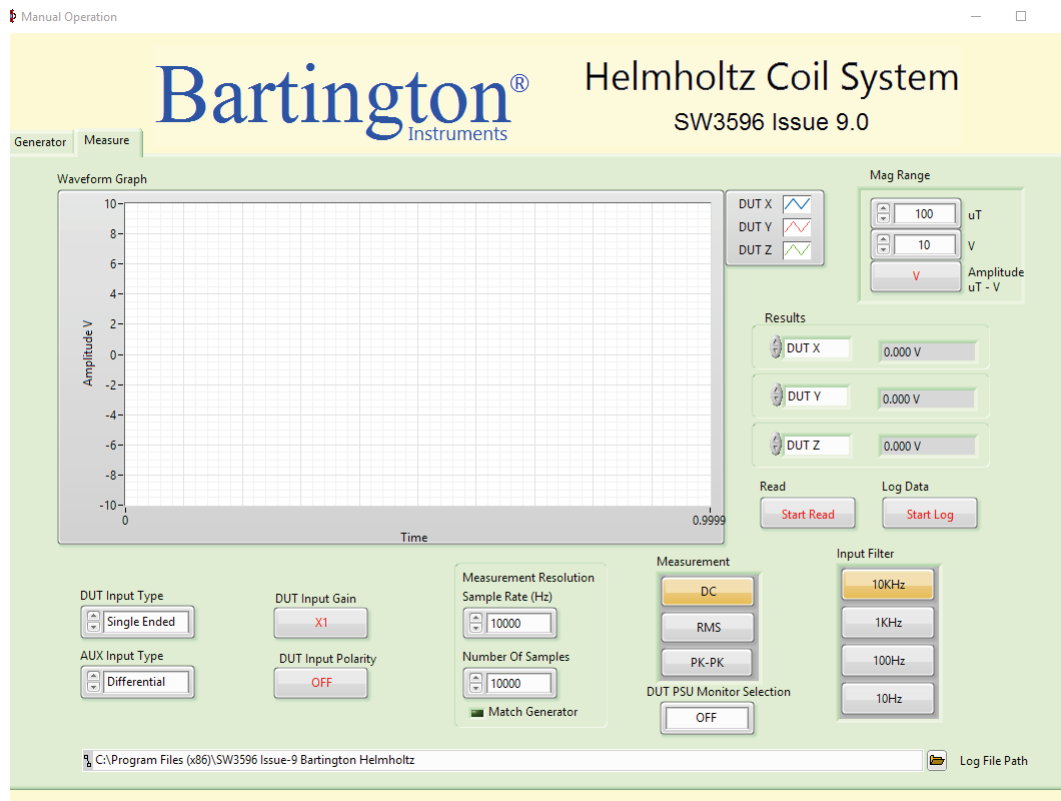 Manual Operation
Bartington®
Instruments
Helmholtz Coil System
SW3596 Issue 9.0
Generator
Measure
Waveform Graph
10
8
6
4
2
0
-2
-4
-6
-8
-10
Amplitude V
0
0.9999
Time
DUT X
DUT Y
DUT Z
Mag Range
100 uT
10 V
V
Amplitude
uT - V
Results
DUT X 0.000 V
DUT Y 0.000 V
DUT Z 0.000 V
Read
Start Read
Log Data
Start Log
DUT Input Type
Single Ended
AUX Input Type
Differential
DUT Input Gain
X1
DUT Input Polarity
OFF
Measurement Resolution
Sample Rate (Hz)
10000
Number Of Samples
10000
Match Generator
Measurement
DC
RMS
PK-PK
DUT PSU Monitor Selection
OFF
Input Filter
10KHz
1KHz
100Hz
10Hz
C:\Program Files (x86)\SW3596 Issue-9 Bartington Helmholtz
Log File Path